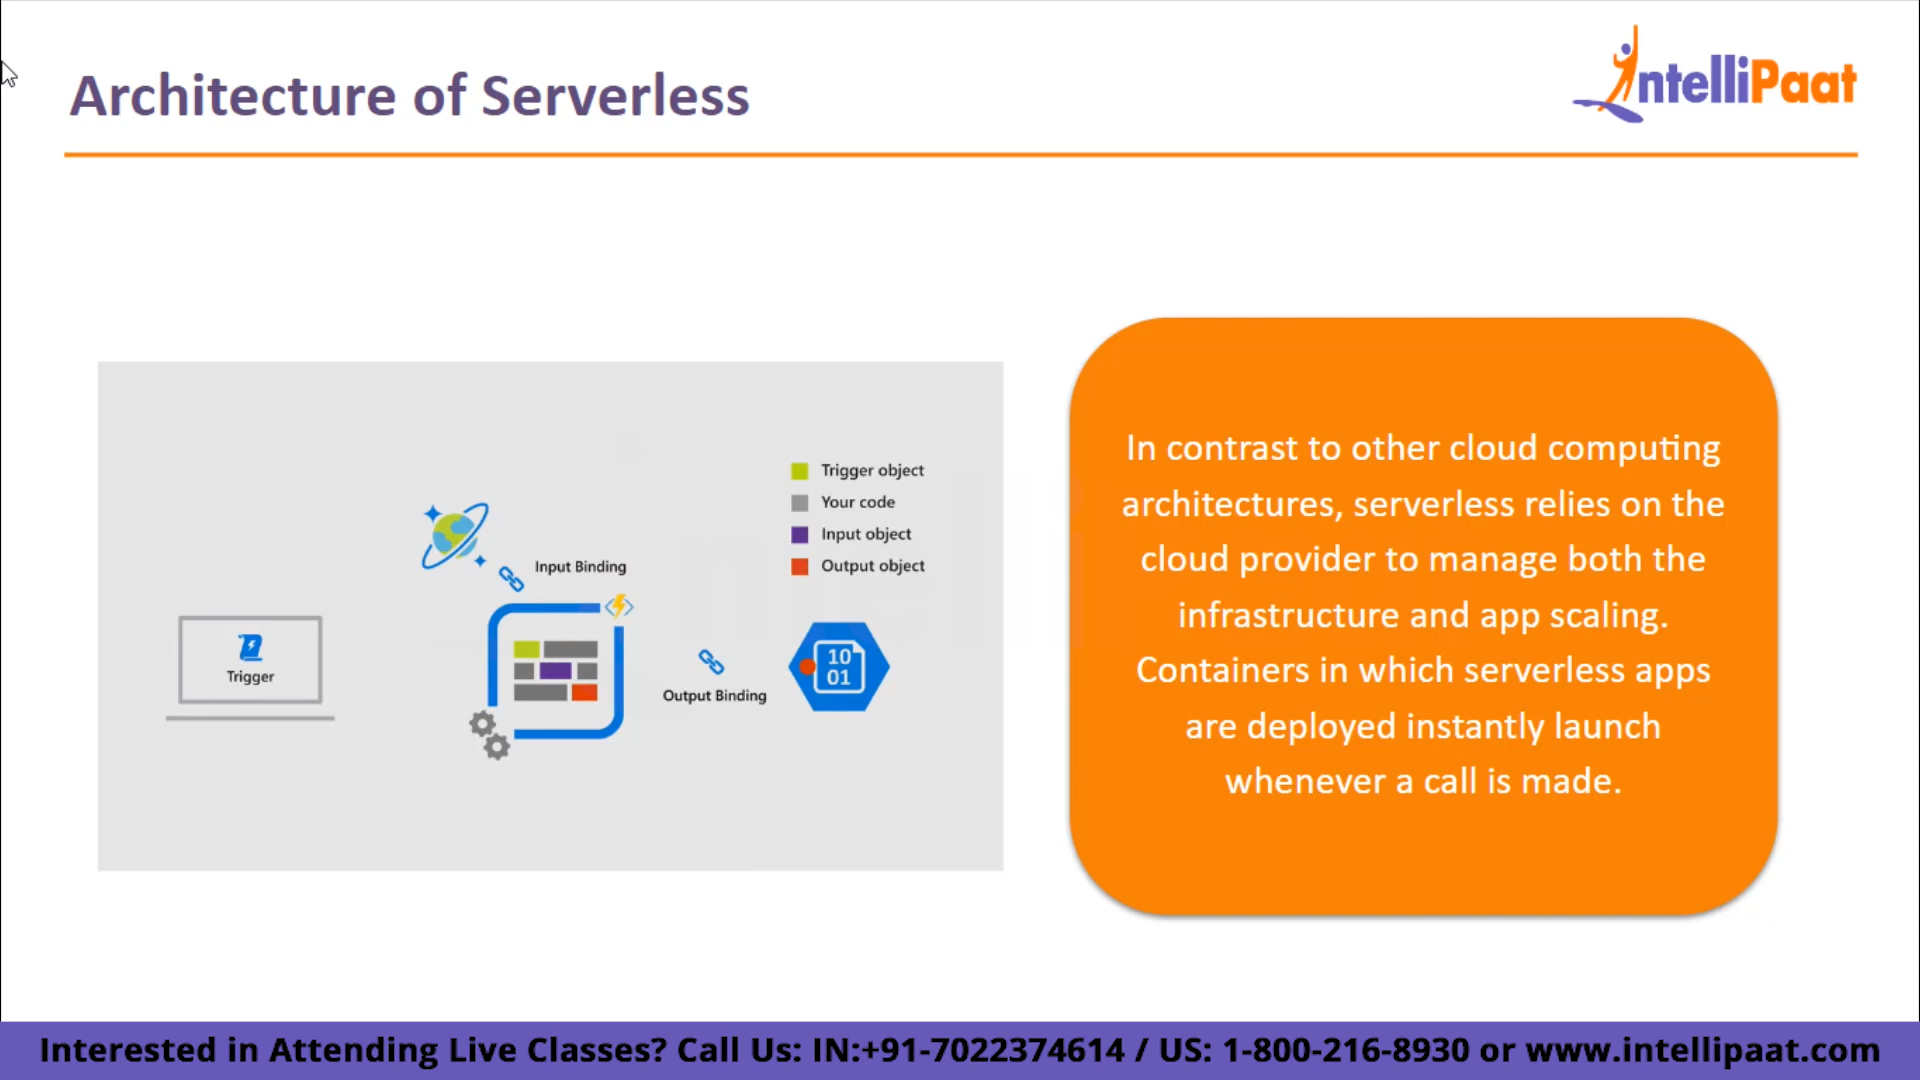 Architecture of Serverless
IntelliPaat
Trigger object
Your code
Input object
Output object
Input Binding
Trigger
Output Binding
10
01
In contrast to other cloud computing
architectures, serverless relies on the
cloud provider to manage both the
infrastructure and app scaling.
Containers in which serverless apps
are deployed instantly launch
whenever a call is made.
Interested in Attending Live Classes? Call Us: IN:+91-7022374614 / US: 1-800-216-8930 or www.intellipaat.com